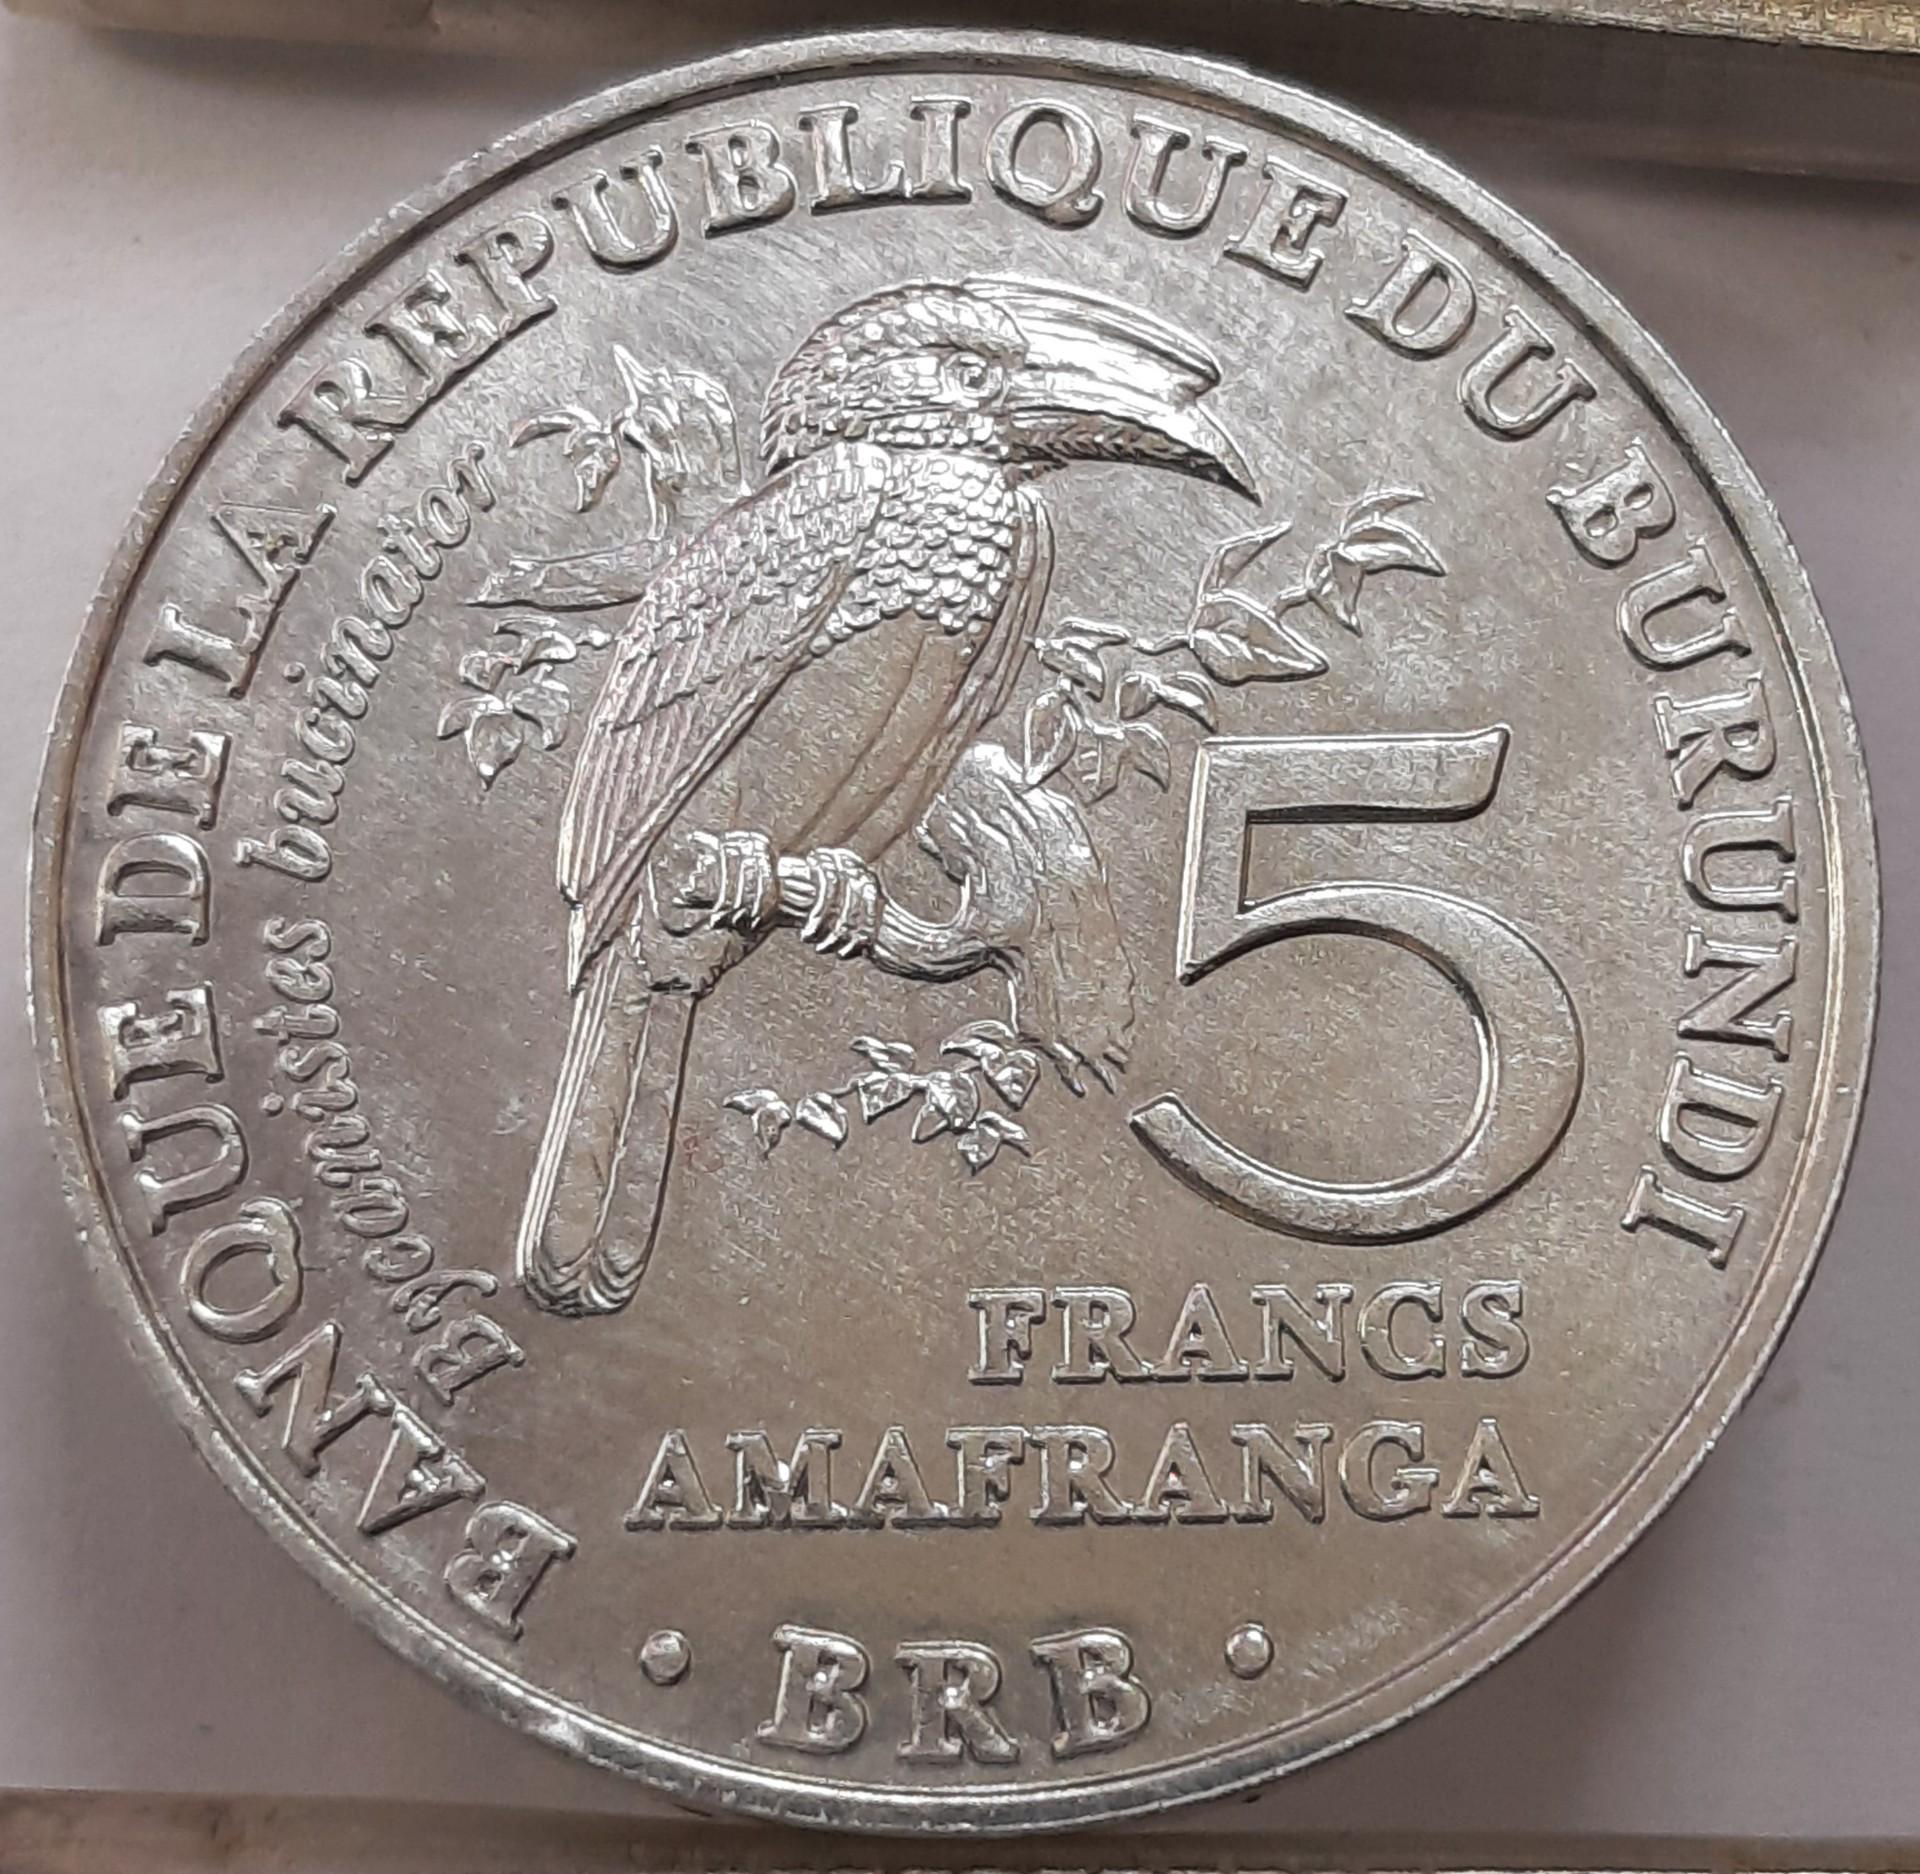 BANQUE DE LA REPUBLIQUE DU BURUNDI
Bycanistes bucinator
5
FRANCS
AMAFRANGA
• BRB •